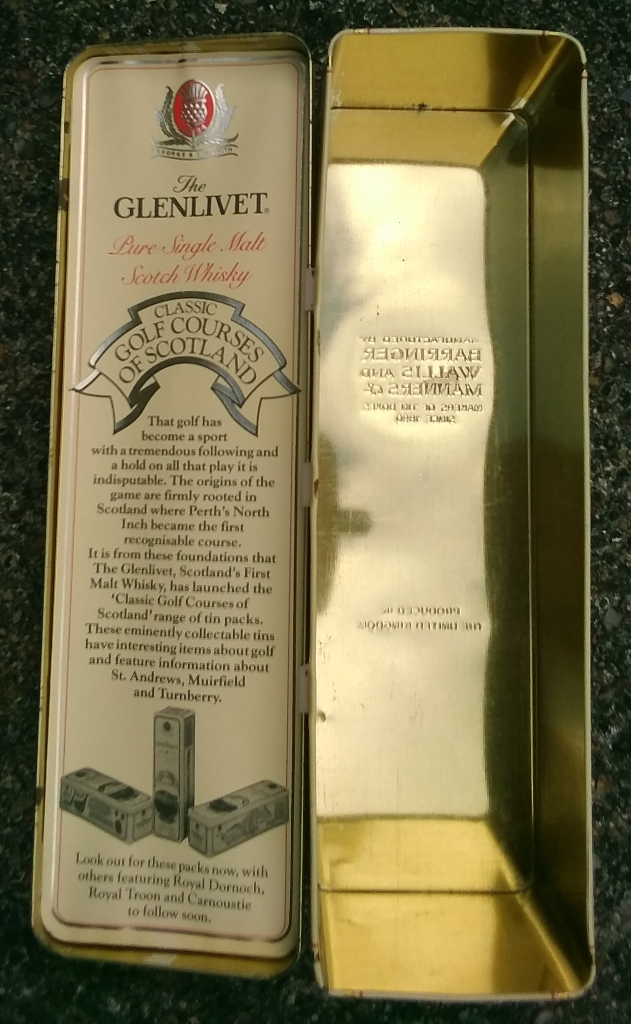 The
GLENLIVET.
Pure Single Malt
Scotch Whisky
CLASSIC
GOLF COURSES
OF SCOTLAND
That golf has
become a sport
with a tremendous following and
a hold on all that play it is
indisputable. The origins of the
game are firmly rooted in
Scotland where Perth's North
Inch became the first
recognisable course.
It is from these foundations that
The Glenlivet, Scotland's First
Malt Whisky, has launched the
'Classic Golf Courses of
Scotland' range of tin packs.
These eminently collectable tins
have interesting items about golf
and feature information about
St. Andrews, Muirfield
and Turnberry.
Look out for these packs now, with
others featuring Royal Dornoch,
Royal Troon and Carnoustie
to follow soon.
MANUFACTURED BY
BARRINGER
WALLIS AND
MANNERS
MAKERS OF TIN BOXES
SINCE
PRODUCED IN
THE UNITED KINGDOM